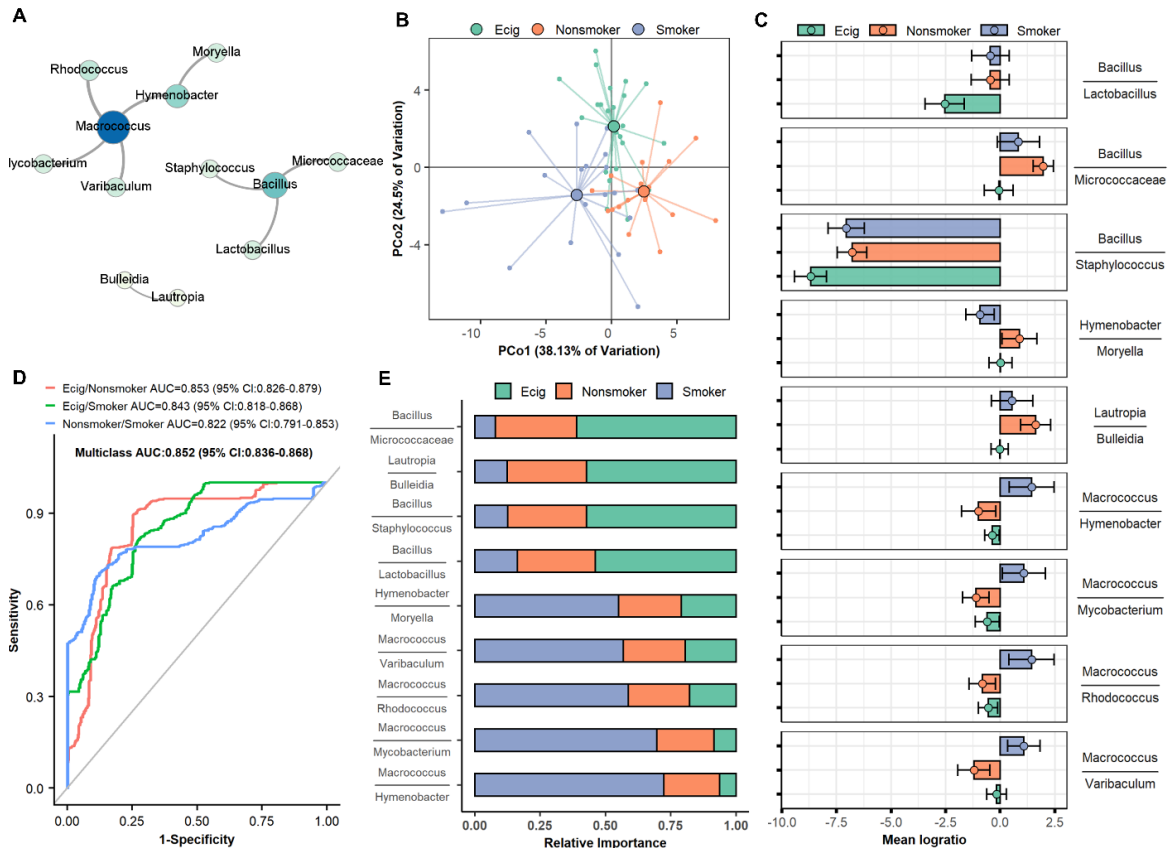 A
Moryella
Rhodococcus
Hymenobacter
Macrococcus
lycobacterium
Varibaculum
Staphylococcus
Micrococcaceae
Bacillus
Lactobacillus
Bulleidia
Lautropia
B
Ecig Nonsmoker Smoker
PCo2 (24.5% of Variation)
4
0
-4
-10 -5 0 5
PCo1 (38.13% of Variation)
C
Ecig Nonsmoker Smoker
Bacillus
Lactobacillus
Bacillus
Micrococcaceae
Bacillus
Staphylococcus
Hymenobacter
Moryella
Lautropia
Bulleidia
Macrococcus
Hymenobacter
Macrococcus
Mycobacterium
Macrococcus
Rhodococcus
Macrococcus
Varibaculum
-10.0 -7.5 -5.0 -2.5 0.0 2.5
Mean logratio
D
Ecig/Nonsmoker AUC=0.853 (95% CI:0.826-0.879)
Ecig/Smoker AUC=0.843 (95% CI:0.818-0.868)
Nonsmoker/Smoker AUC=0.822 (95% CI:0.791-0.853)
Multiclass AUC:0.852 (95% CI:0.836-0.868)
Sensitivity
0.9
0.6
0.3
0.0
0.00 0.25 0.50 0.75 1.00
1-Specificity
E
Ecig Nonsmoker Smoker
Bacillus
Micrococcaceae
Lautropia
Bulleidia
Bacillus
Staphylococcus
Bacillus
Lactobacillus
Hymenobacter
Moryella
Macrococcus
Varibaculum
Macrococcus
Rhodococcus
Macrococcus
Mycobacterium
Macrococcus
Hymenobacter
0.00 0.25 0.50 0.75 1.00
Relative Importance